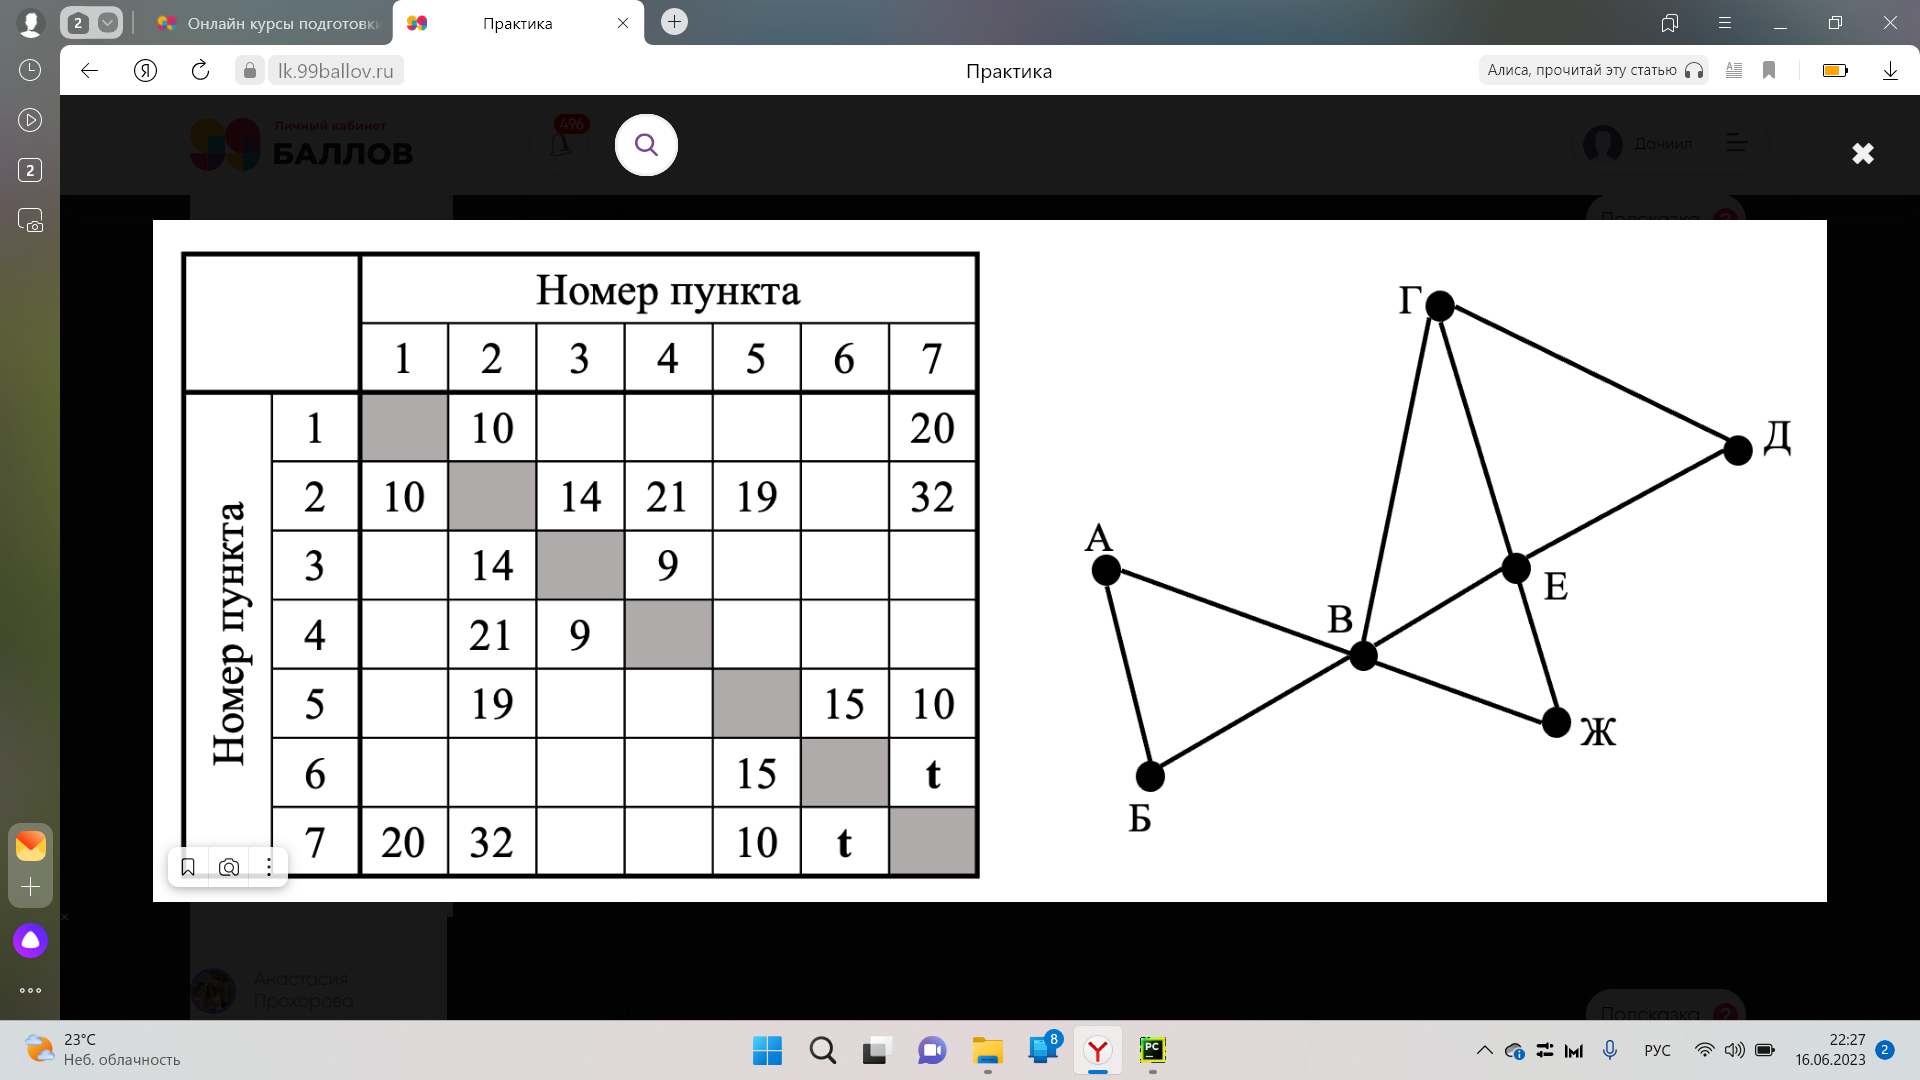 2
Онлайн курсы подготовки
Практика
lk.99ballov.ru
Практика
Алиса, прочитай эту статью
2
Личный кабинет
БАЛЛОВ
496
Даниил
Подсказка
Номер пункта
1 2 3 4 5 6 7
Номер пункта
1 10 20
2 10 14 21 19 32
3 14 9
4 21 9
5 19 15 10
6 15 t
7 20 32 10 t
Г
Д
А
В
Е
Ж
Б
Анастасия
Прохорова
Подсказка
23°C
Неб. облачность
8
PC
РУС
22:27
16.06.2023
2